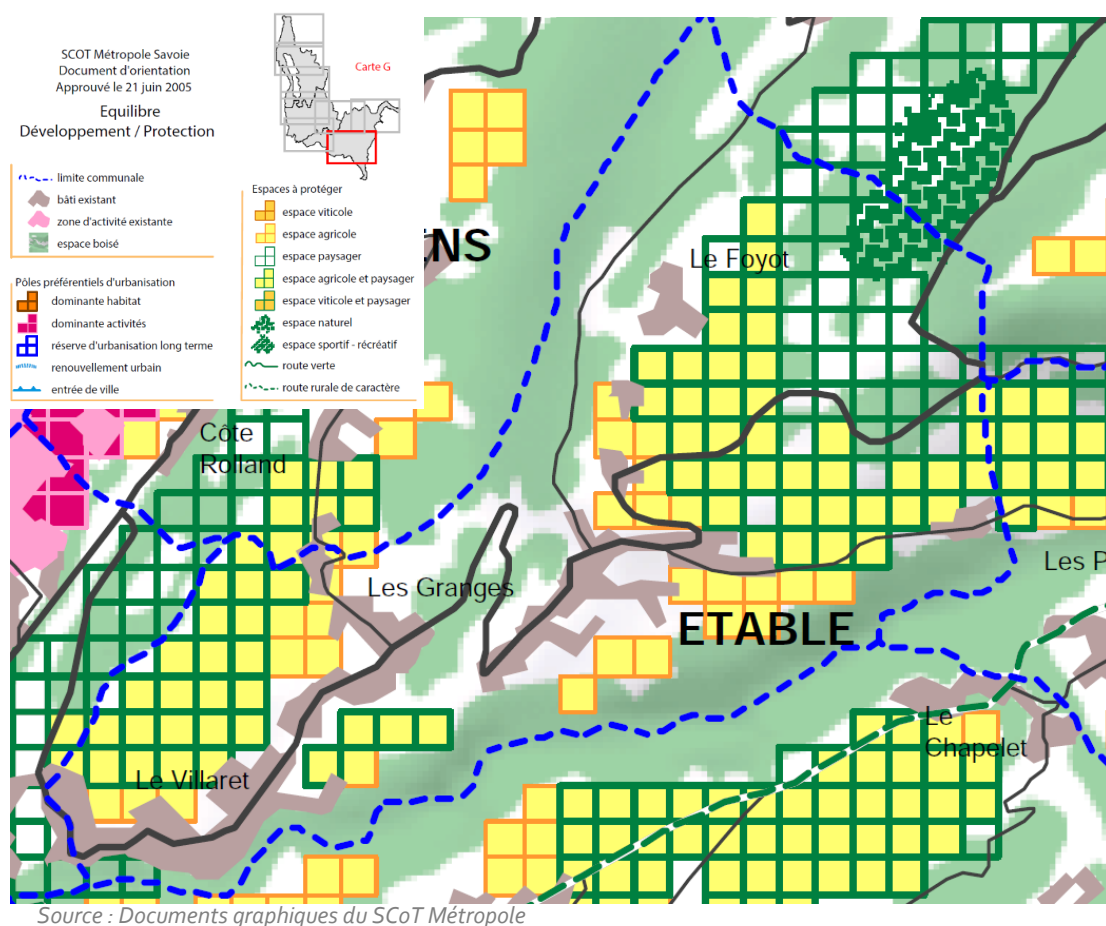 SCOT Métropole Savoie
Document d'orientation
Approuvé le 21 juin 2005
Equilibre
Développement / Protection
Carte G
limite communale
bâti existant
zone d'activité existante
espace boisé
Pôles préférentiels d'urbanisation
dominante habitat
dominante activités
réserve d'urbanisation long terme
renouvellement urbain
entrée de ville
Espaces à protéger
espace viticole
espace agricole
espace paysager
espace agricole et paysager
espace viticole et paysager
espace naturel
espace sportif - récréatif
route verte
route rurale de caractère
ENS
Le Foyot
Côte
Rolland
Les Granges
Les P
ETABLE
Le
Chapelet
Le Villaret
Source : Documents graphiques du SCoT Métropole